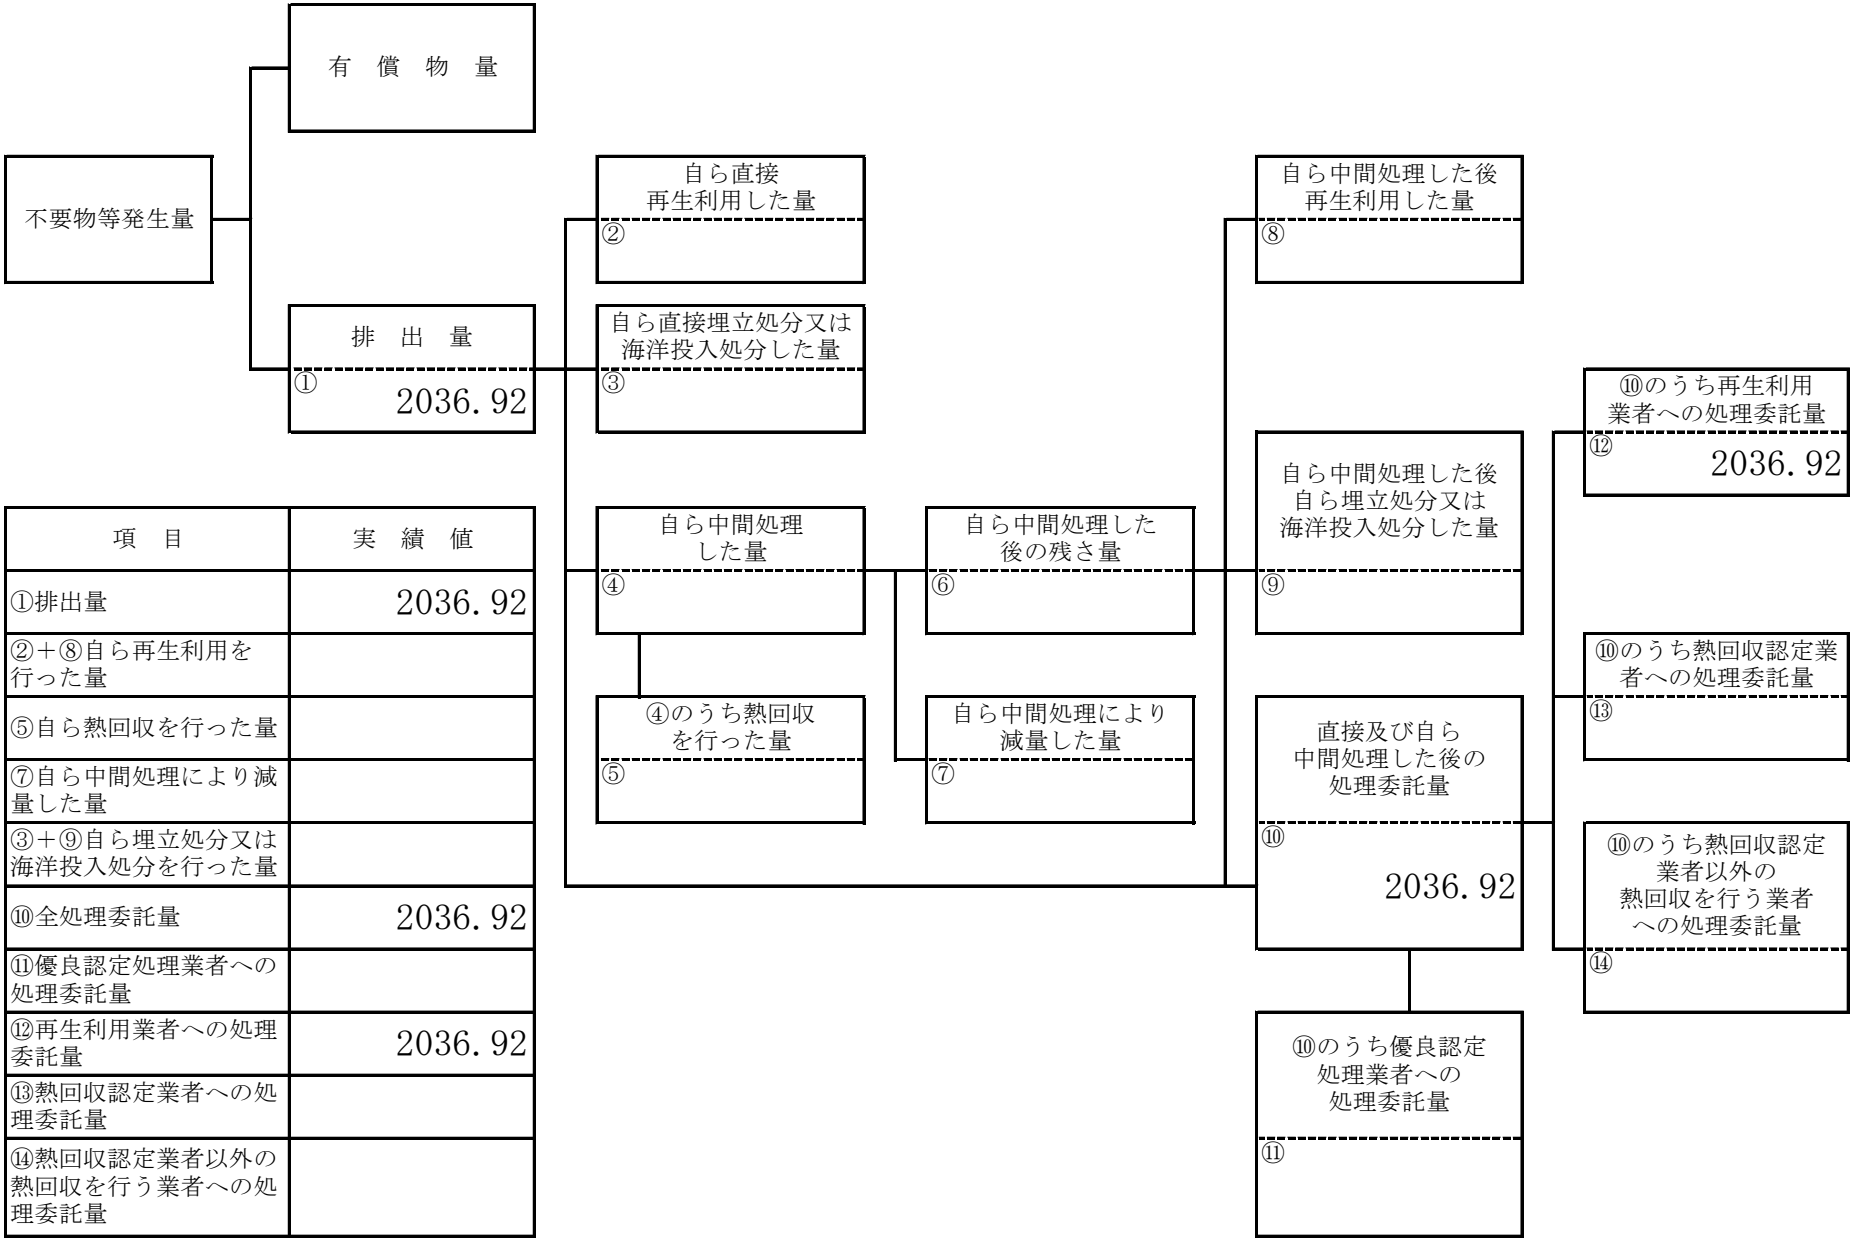 有　償　物　量
不要物等発生量
排　出　量
①
2036.92
自ら直接
再生利用した量
②
自ら直接埋立処分又は
海洋投入処分した量
③
自ら中間処理
した量
④
④のうち熱回収
を行った量
⑤
自ら中間処理した
後の残さ量
⑥
自ら中間処理により
減量した量
⑦
自ら中間処理した後
再生利用した量
⑧
自ら中間処理した後
自ら埋立処分又は
海洋投入処分した量
⑨
直接及び自ら
中間処理した後の
処理委託量
⑩
2036.92
⑩のうち優良認定
処理業者への
処理委託量
⑪
⑩のうち再生利用
業者への処理委託量
⑫
2036.92
⑩のうち熱回収認定業
者への処理委託量
⑬
⑩のうち熱回収認定
業者以外の
熱回収を行う業者
への処理委託量
⑭
項　目
実　績　値
①排出量
2036.92
②＋⑧自ら再生利用を
行った量
⑤自ら熱回収を行った量
⑦自ら中間処理により減
量した量
③＋⑨自ら埋立処分又は
海洋投入処分を行った量
⑩全処理委託量
2036.92
⑪優良認定処理業者への
処理委託量
⑫再生利用業者への処理
委託量
2036.92
⑬熱回収認定業者への処
理委託量
⑭熱回収認定業者以外の
熱回収を行う業者への処
理委託量